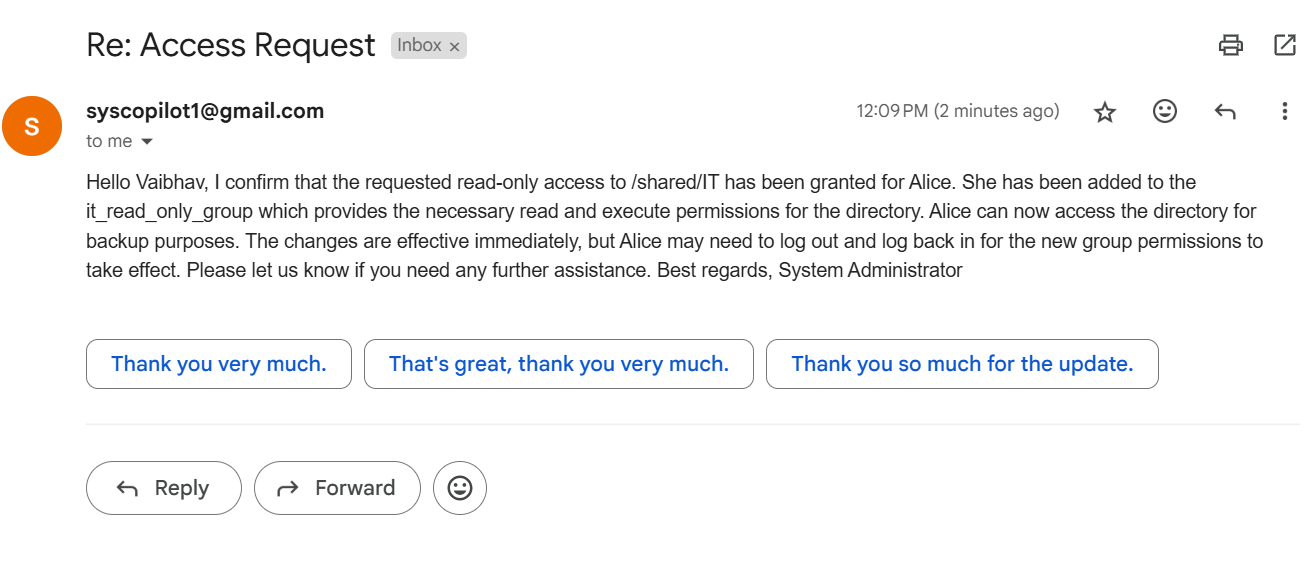 Re: Access Request Inbox ×
S
syscopilot1@gmail.com 12:09 PM (2 minutes ago)
to me
Hello Vaibhav, I confirm that the requested read-only access to /shared/IT has been granted for Alice. She has been added to the
it_read_only_group which provides the necessary read and execute permissions for the directory. Alice can now access the directory for
backup purposes. The changes are effective immediately, but Alice may need to log out and log back in for the new group permissions to
take effect. Please let us know if you need any further assistance. Best regards, System Administrator
Thank you very much. That's great, thank you very much. Thank you so much for the update.
Reply Forward